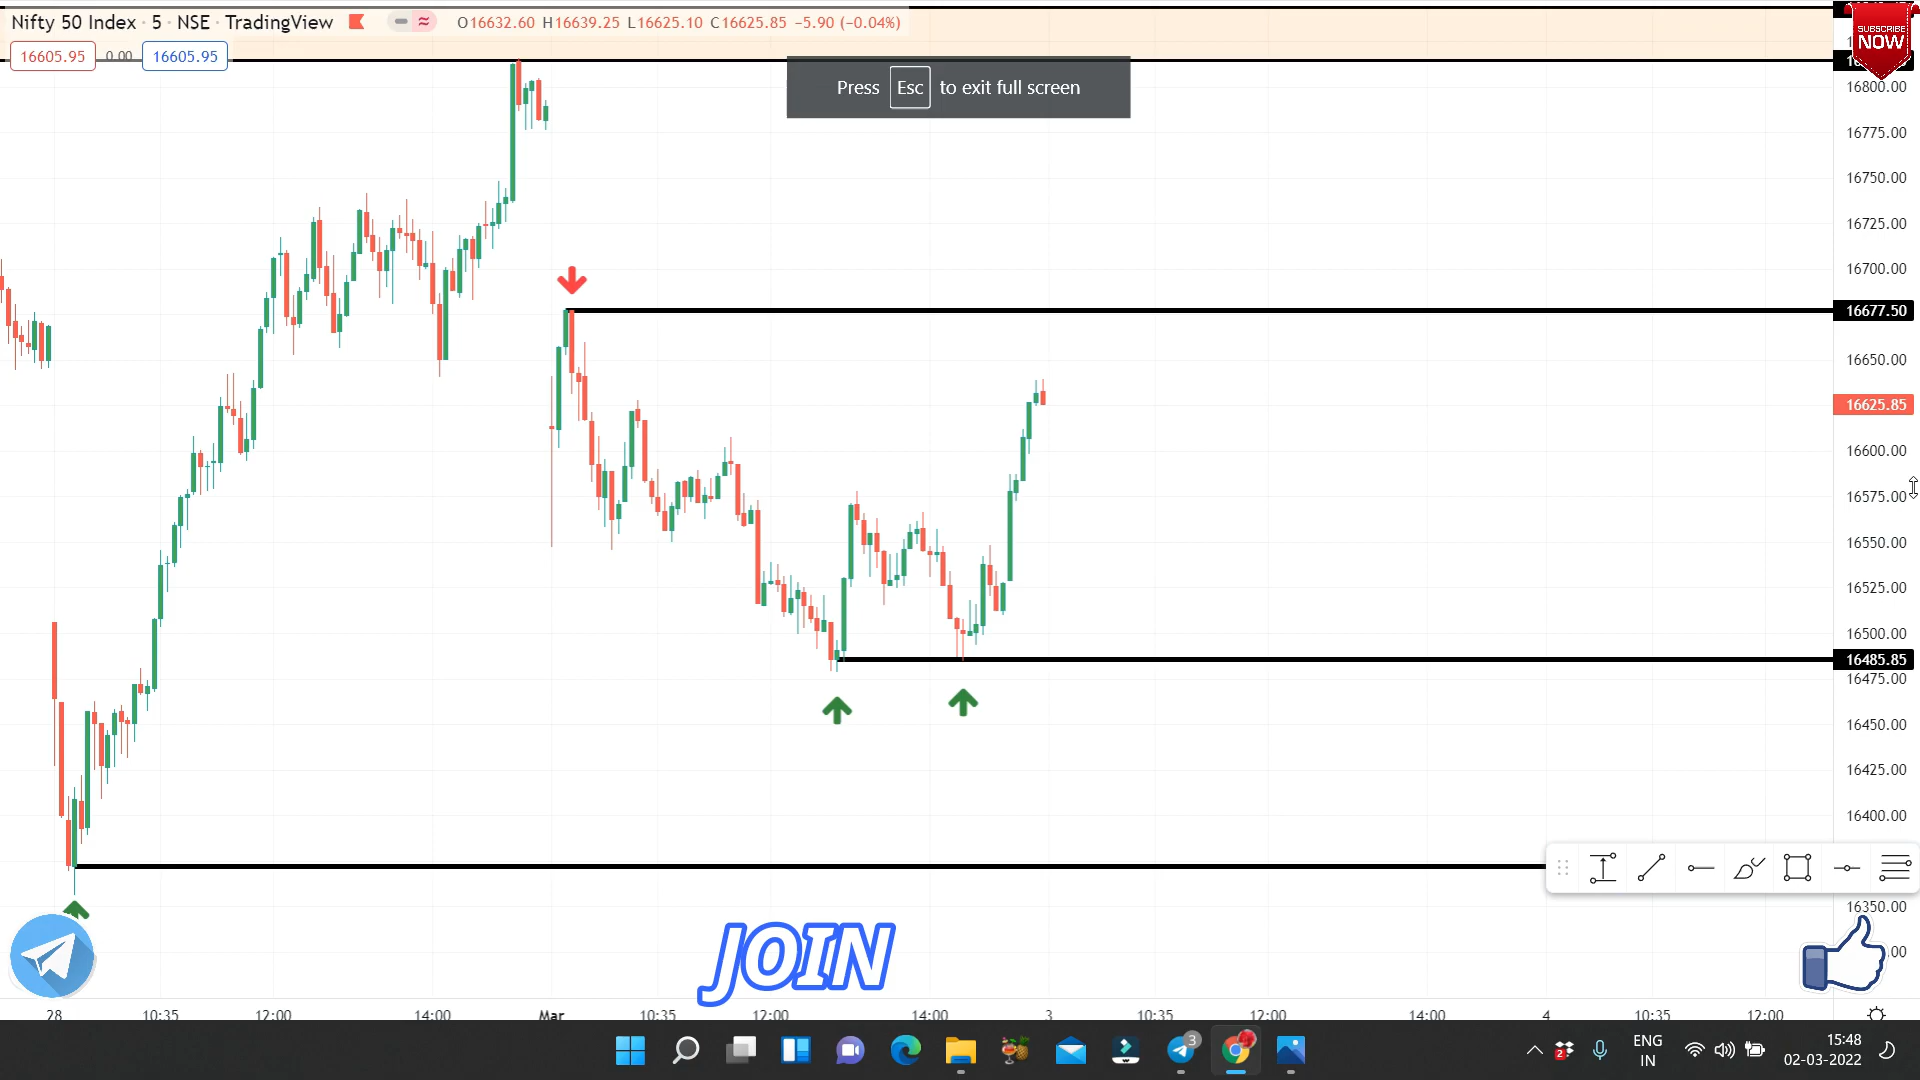 Nifty 50 Index · 5 · NSE · TradingView
O16632.60 H16639.25 L16625.10 C16625.85 −5.90 (−0.04%)
16605.95 0.00 16605.95
Press Esc to exit full screen
SUBSCRIBE
NOW
16800.00
16775.00
16750.00
16725.00
16700.00
16677.50
16650.00
16625.85
16600.00
16575.00
16550.00
16525.00
16500.00
16485.85
16475.00
16450.00
16425.00
16400.00
16350.00
JOIN
28 10:35 12:00 14:00 Mar 10:35 12:00 14:00 3 10:35 12:00 14:00 4 10:35 12:00
3
2
ENG
IN
15:48
02-03-2022